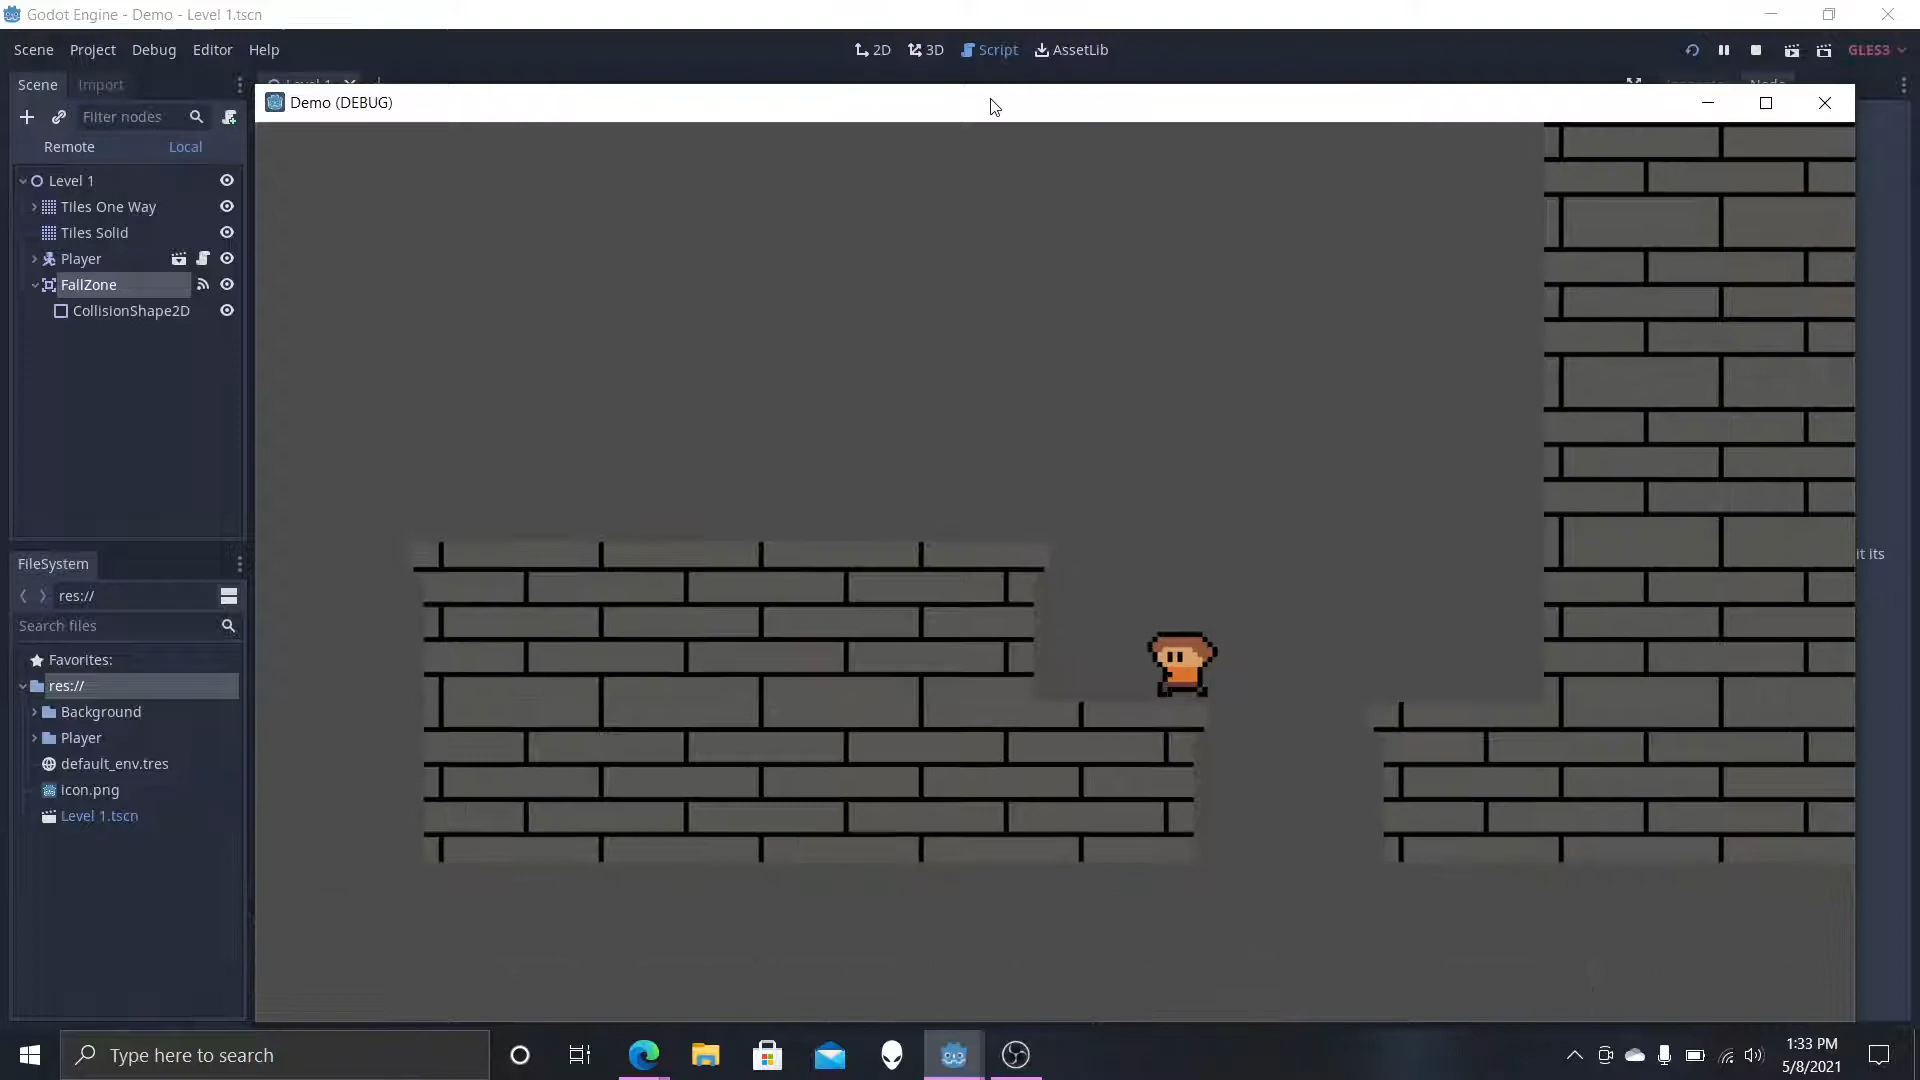 Godot Engine - Demo - Level 1.tscn
Scene Project Debug Editor Help
2D 3D Script AssetLib
GLES3
Scene Import
Level 1
Node
Demo (DEBUG)
Filter nodes
Remote Local
Level 1
Tiles One Way
Tiles Solid
Player
FallZone
CollisionShape2D
it its
FileSystem
res://
Search files
Favorites:
res://
Background
Player
default_env.tres
icon.png
Level 1.tscn
Type here to search
1:33 PM
5/8/2021